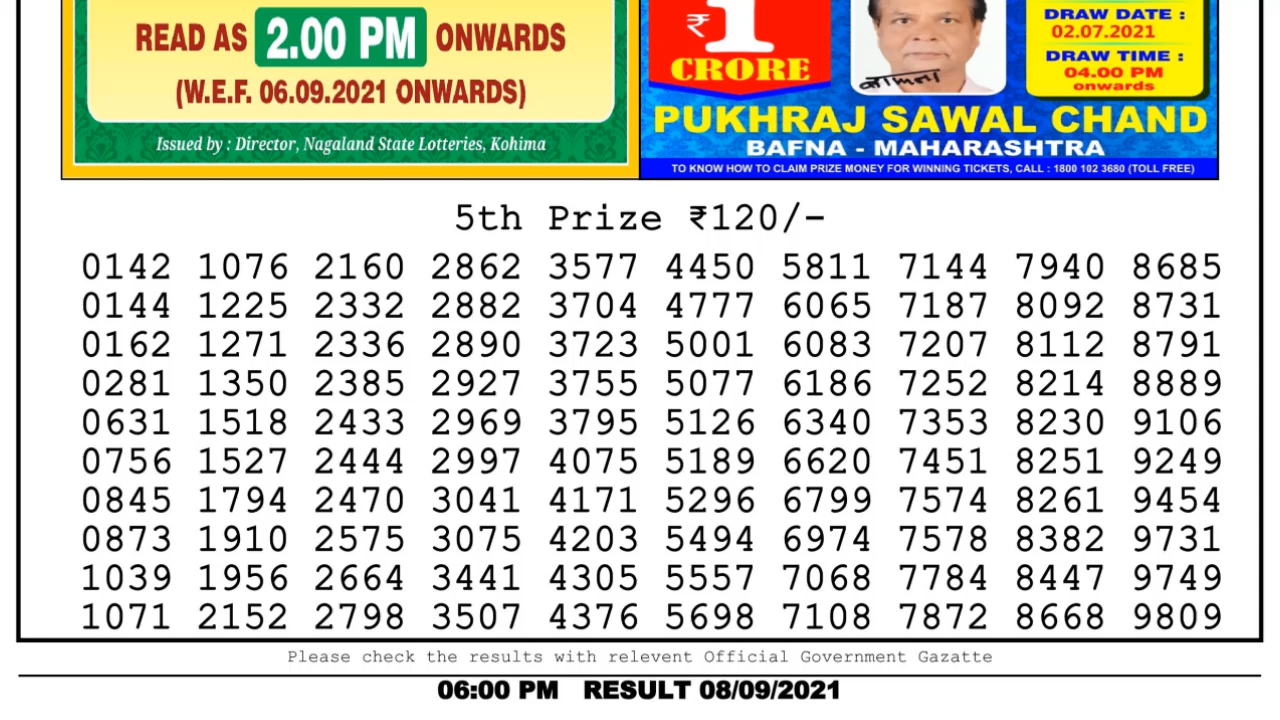 READ AS 2.00 PM ONWARDS
(W.E.F. 06.09.2021 ONWARDS)
Issued by : Director, Nagaland State Lotteries, Kohima
₹1
CRORE
DRAW DATE :
02.07.2021
DRAW TIME :
04.00 PM
onwards
PUKHRAJ SAWAL CHAND
BAFNA - MAHARASHTRA
TO KNOW HOW TO CLAIM PRIZE MONEY FOR WINNING TICKETS, CALL : 1800 102 3680 (TOLL FREE)
5th Prize ₹120/-
0142 1076 2160 2862 3577 4450 5811 7144 7940 8685
0144 1225 2332 2882 3704 4777 6065 7187 8092 8731
0162 1271 2336 2890 3723 5001 6083 7207 8112 8791
0281 1350 2385 2927 3755 5077 6186 7252 8214 8889
0631 1518 2433 2969 3795 5126 6340 7353 8230 9106
0756 1527 2444 2997 4075 5189 6620 7451 8251 9249
0845 1794 2470 3041 4171 5296 6799 7574 8261 9454
0873 1910 2575 3075 4203 5494 6974 7578 8382 9731
1039 1956 2664 3441 4305 5557 7068 7784 8447 9749
1071 2152 2798 3507 4376 5698 7108 7872 8668 9809
Please check the results with relevent Official Government Gazatte
06:00 PM RESULT 08/09/2021